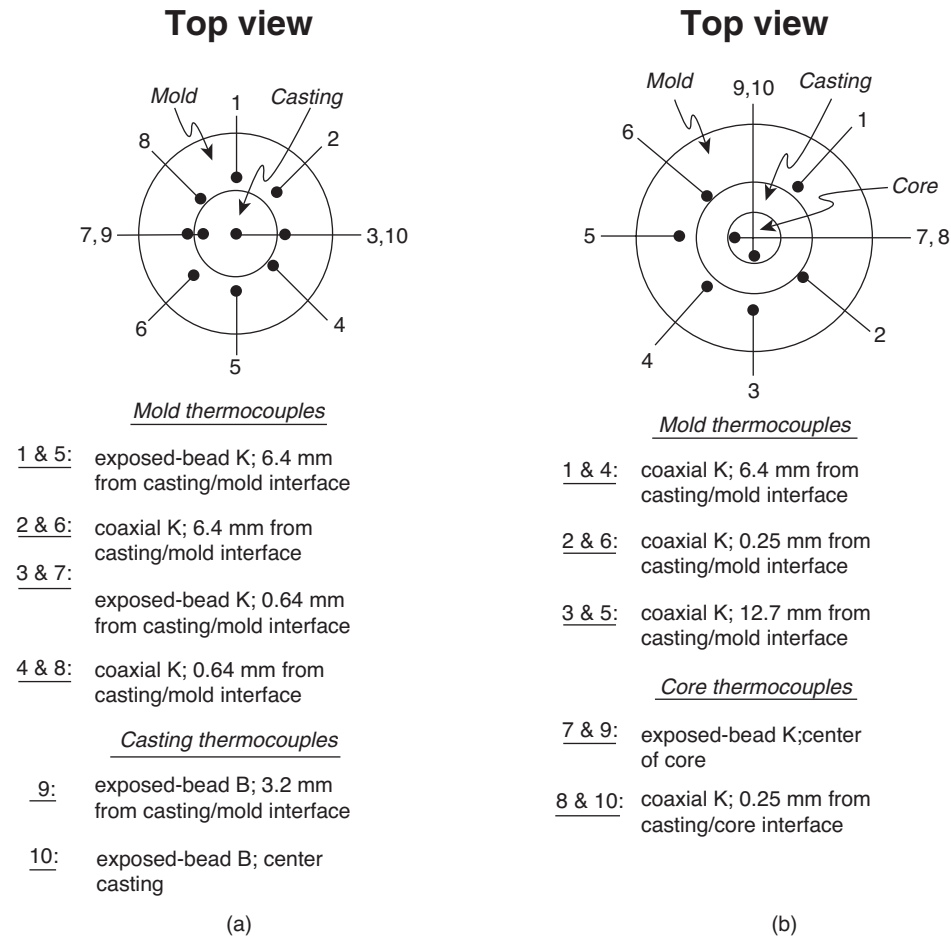 Top view
Mold
Casting
1
8
2
7,9
3,10
6
4
5
Mold thermocouples
1 & 5: exposed-bead K; 6.4 mm
from casting/mold interface
2 & 6: coaxial K; 6.4 mm from
casting/mold interface
3 & 7:
exposed-bead K; 0.64 mm
from casting/mold interface
4 & 8: coaxial K; 0.64 mm from
casting/mold interface
Casting thermocouples
9: exposed-bead B; 3.2 mm
from casting/mold interface
10: exposed-bead B; center
casting
(a)
Top view
Mold
9,10
Casting
6
1
Core
5
7,8
4
2
3
Mold thermocouples
1 & 4: coaxial K; 6.4 mm from
casting/mold interface
2 & 6: coaxial K; 0.25 mm from
casting/mold interface
3 & 5: coaxial K; 12.7 mm from
casting/mold interface
Core thermocouples
7 & 9: exposed-bead K;center
of core
8 & 10: coaxial K; 0.25 mm from
casting/core interface
(b)